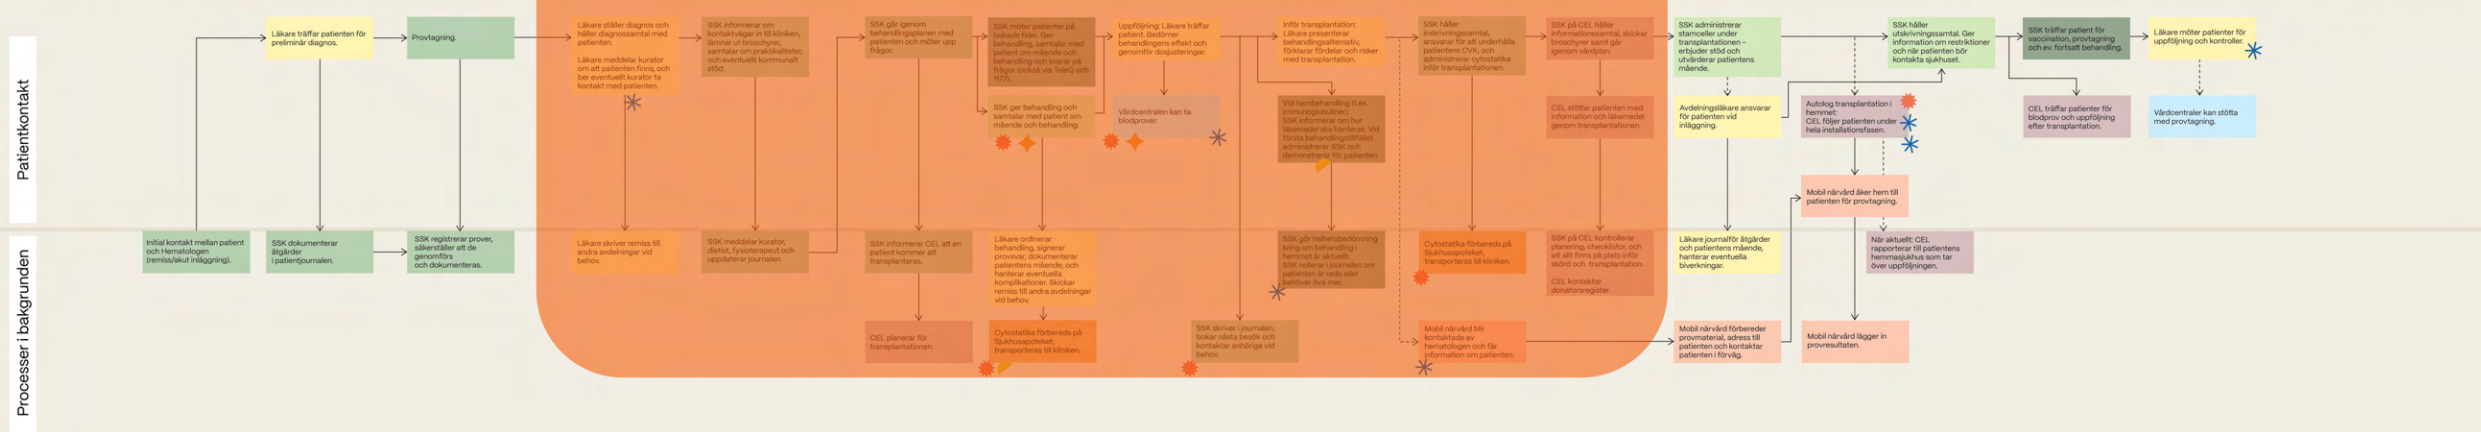 Patientkontakt
Läkare träffar patienten för
preliminär diagnos.
Provtagning.
Läkare ställer diagnos och
håller diagnossamtal med
patienten.
Läkare meddelar kurator
om att patienten finns, och
ber eventuellt kurator ta
kontakt med patienten.
SSK informerar om
kontaktvägar in till kliniken,
lämnar ut broschyrer,
samtalar om praktikaliteter,
och eventuellt kommunalt
stöd.
SSK går igenom
behandlingsplanen med
patienten och möter upp
frågor.
SSK möter patienter på
bokade tider. Ger
behandling, samtalar med
patient om mående och
behandling och svarar på
frågor (också via TeleQ och
1177).
SSK ger behandling och
samtalar med patient om
mående och behandling.
Uppföljning: Läkare träffar
patient. Bedömer
behandlingens effekt och
genomför dosjusteringar.
Vårdcentralen kan ta
blodprover.
Inför transplantation:
Läkare presenterar
behandlingsalternativ,
förklarar fördelar och risker
med transplantation.
Vid hembehandling (t.ex.
immunoglobuliner):
SSK informerar om hur
läkemedel ska hanteras. Vid
första behandlingstillfället
administrerar SSK och
demonstrerar för patienten.
SSK håller
inskrivningssamtal,
ansvarar för att underhålla
patientens CVK, och
administrerar cytostatika
inför transplantationen.
SSK på CEL håller
informationssamtal, skickar
broschyrer samt går
igenom vårdplan.
CEL stöttar patienten med
information och läkemedel
genom transplantationen.
SSK administrerar
stamceller under
transplantationen –
erbjuder stöd och
utvärderar patientens
mående.
Avdelningsläkare ansvarar
för patienten vid
inläggning.
Autolog transplantation i
hemmet:
CEL följer patienten under
hela installationsfasen.
Mobil närvård åker hem till
patienten för provtagning.
SSK håller
utskrivningssamtal. Ger
information om restriktioner
och när patienten bör
kontakta sjukhuset.
SSK träffar patient för
vaccination, provtagning
och ev. fortsatt behandling.
CEL träffar patienter för
blodprov och uppföljning
efter transplantation.
Läkare möter patienten för
uppföljning och kontroller.
Vårdcentraler kan stötta
med provtagning.
Processer i bakgrunden
Initial kontakt mellan patient
och Hematologen
(remiss/akut inläggning).
SSK dokumenterar
åtgärder
i patientjournalen.
SSK registrerar prover,
säkerställer att de
genomförs
och dokumenteras.
Läkare skriver remiss till
andra avdelningar vid
behov.
SSK meddelar kurator,
dietist, fysioterapeut och
uppdaterar journalen.
SSK informerar CEL att en
patient kommer att
transplanteras.
CEL planerar för
transplantationen.
Läkare ordinerar
behandling, signerar
provsvar, dokumenterar
patientens mående, och
hanterar eventuella
komplikationer. Skickar
remiss till andra avdelningar
vid behov.
Cytostatika förbereds på
Sjukhusapoteket,
transporteras till kliniken.
SSK skriver i journalen,
bokar nästa besök och
kontaktar anhöriga vid
behov.
SSK gör helhetsbedömning
kring om behandling i
hemmet är aktuellt.
SSK noterar i journalen om
patienten är redo eller
behöver öva mer.
Cytostatika förbereds på
Sjukhusapoteket,
transporteras till kliniken.
Mobil närvård blir
kontaktade av
hematologen och får
information om patienten.
SSK på CEL kontrollerar
planering, checklistor, och
att allt finns på plats inför
skörd och transplantation.
CEL kontaktar
donatorsregister.
Läkare journalför åtgärder
och patientens mående,
hanterar eventuella
biverkningar.
Mobil närvård förbereder
provmaterial, adress till
patienten och kontaktar
patienten i förväg.
Mobil närvård lägger in
provresultaten.
När aktuellt: CEL
rapporterar till patientens
hemmasjukhus som tar
över uppföljningen.